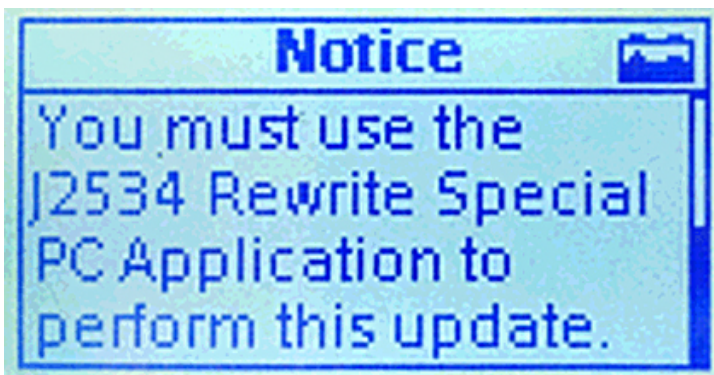 Notice
You must use the
J2534 Rewrite Special
PC Application to
perform this update.